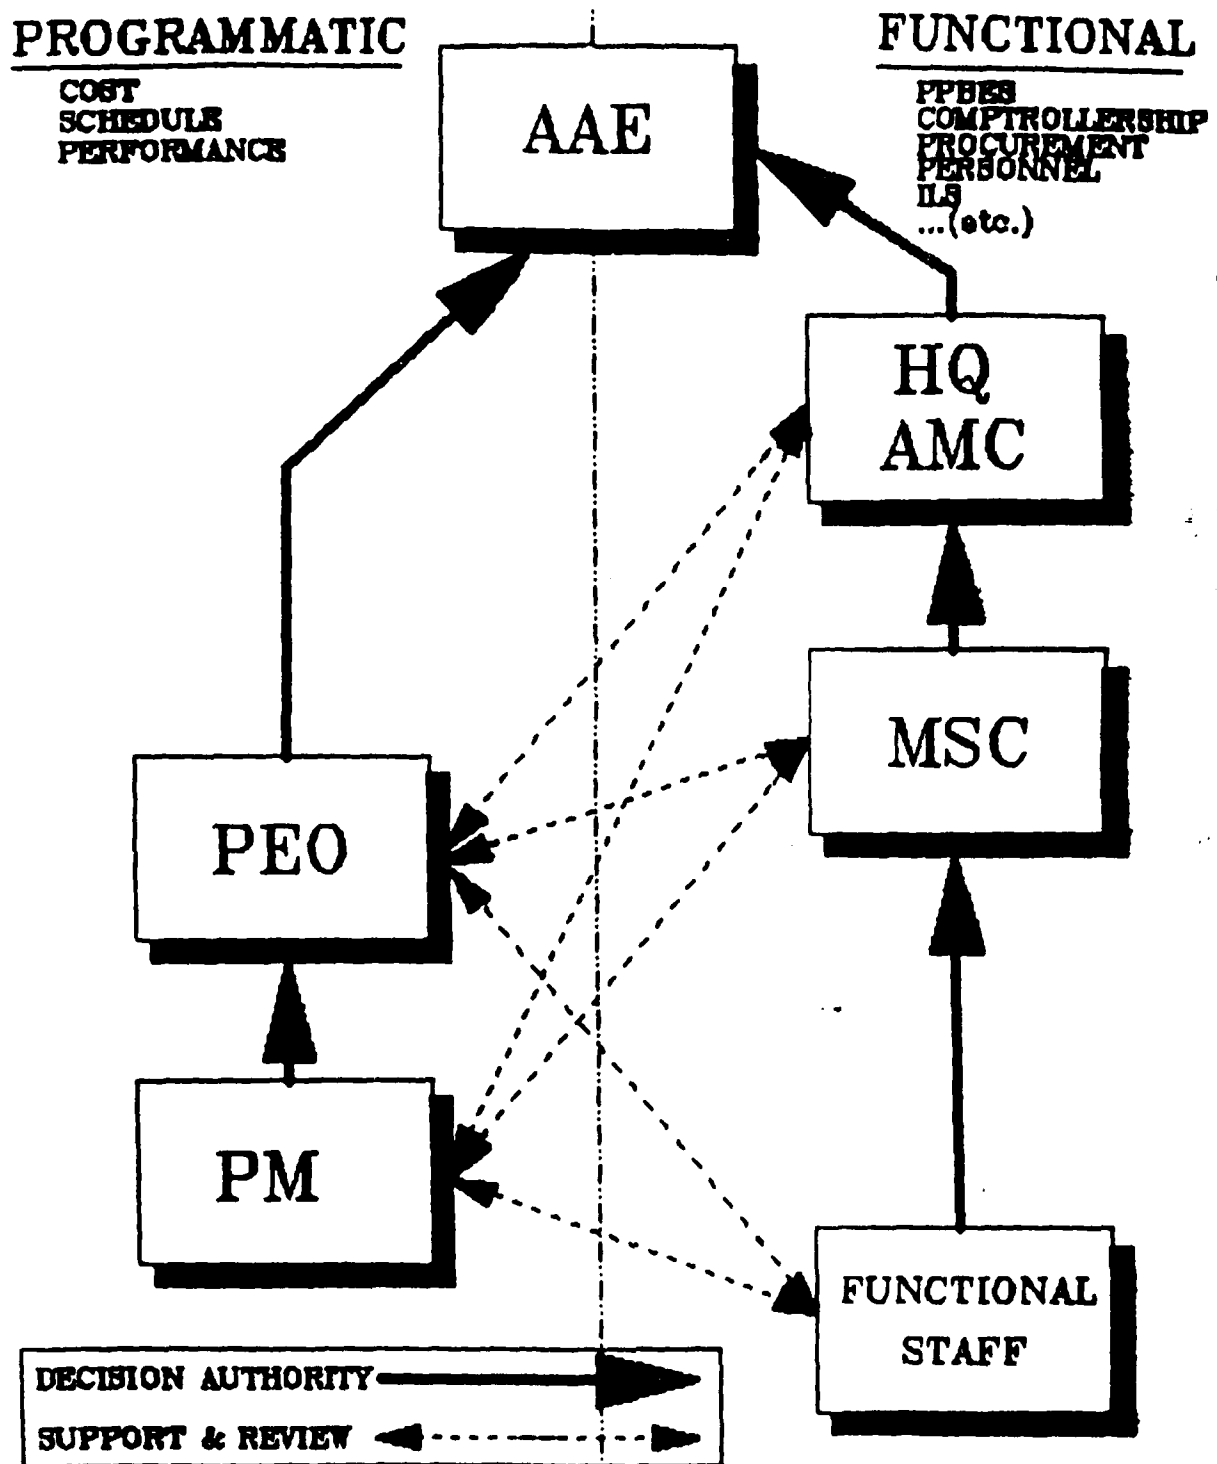 PROGRAMMATIC
COST
SCHEDULE
PERFORMANCE
FUNCTIONAL
PPBES
COMPTROLLERSHIP
PROCUREMENT
PERSONNEL
ILS
...(etc.)
AAE
HQ
AMC
MSC
PEO
PM
FUNCTIONAL
STAFF
DECISION AUTHORITY
SUPPORT & REVIEW